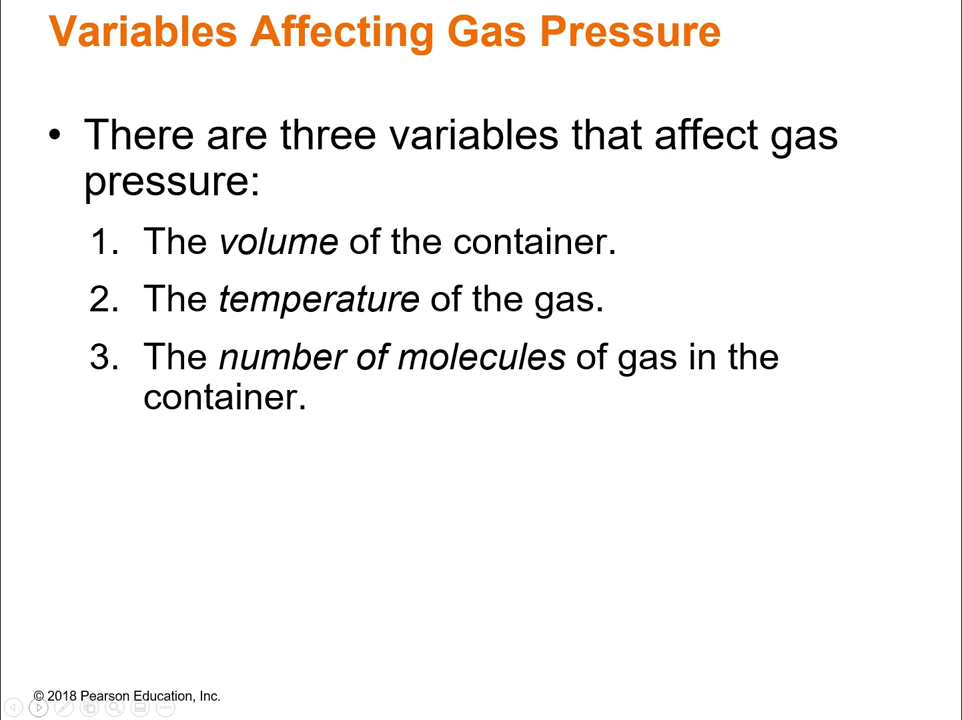 Variables Affecting Gas Pressure
• There are three variables that affect gas
pressure:
1. The volume of the container.
2. The temperature of the gas.
3. The number of molecules of gas in the
container.
© 2018 Pearson Education, Inc.